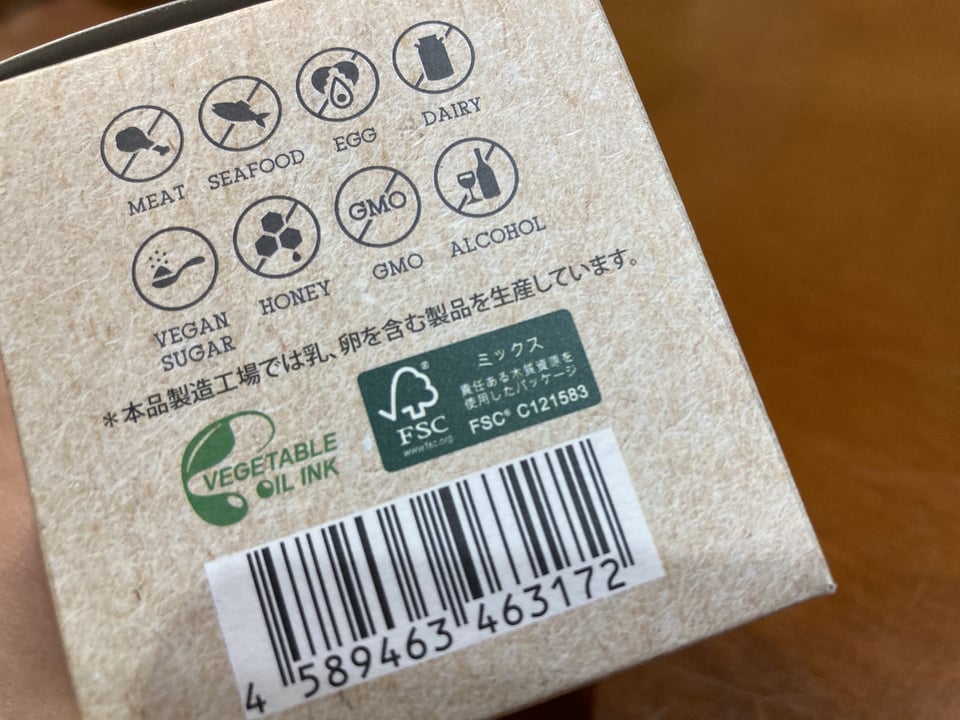 MEAT SEAFOOD EGG DAIRY
GMO
VEGAN SUGAR HONEY GMO ALCOHOL
＊本品製造工場では乳、卵を含む製品を生産しています。
VEGETABLE
OIL INK
®
FSC
www.fsc.org
ミックス
責任ある木質資源を
使用したパッケージ
FSC® C121583
4 589463 463172